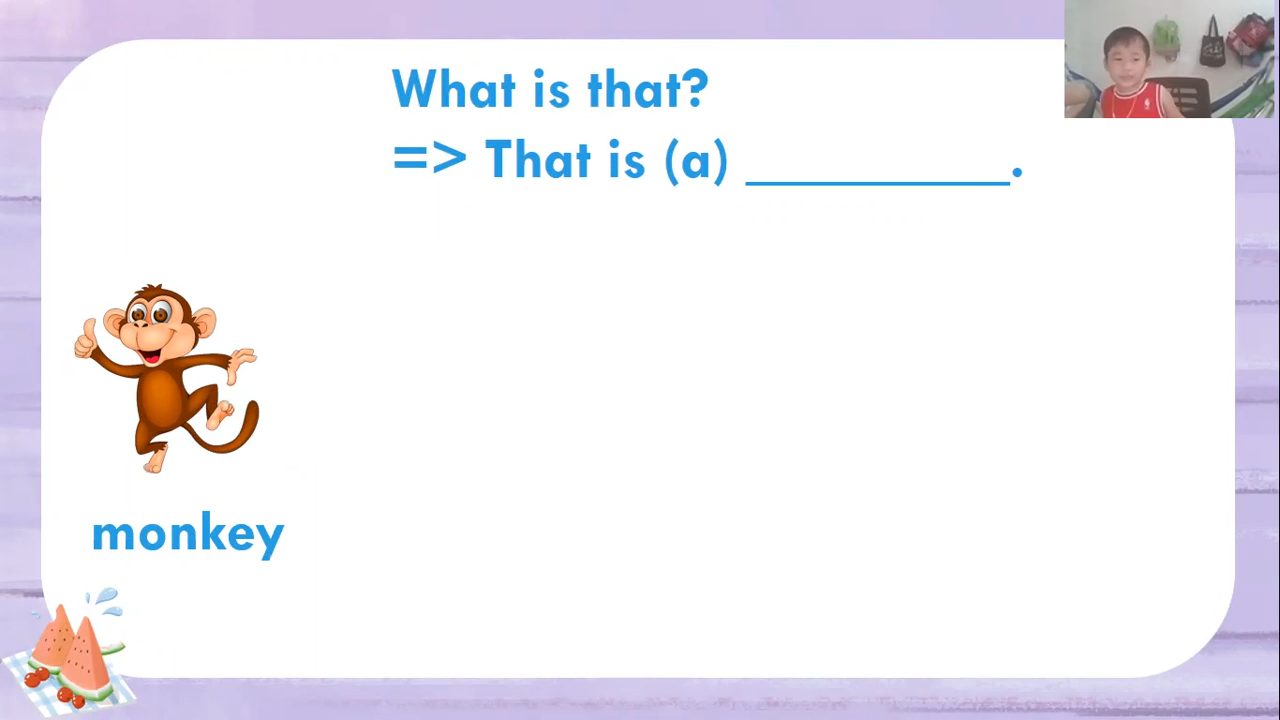 What is that?
=> That is (a) __________.
monkey